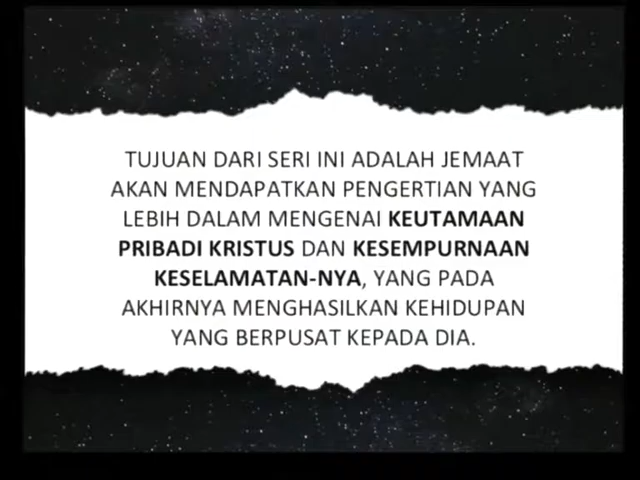 TUJUAN DARI SERI INI ADALAH JEMAAT
AKAN MENDAPATKAN PENGERTIAN YANG
LEBIH DALAM MENGENAI KEUTAMAAN
PRIBADI KRISTUS DAN KESEMPURNAAN
KESELAMATAN-NYA, YANG PADA
AKHIRNYA MENGHASILKAN KEHIDUPAN
YANG BERPUSAT KEPADA DIA.